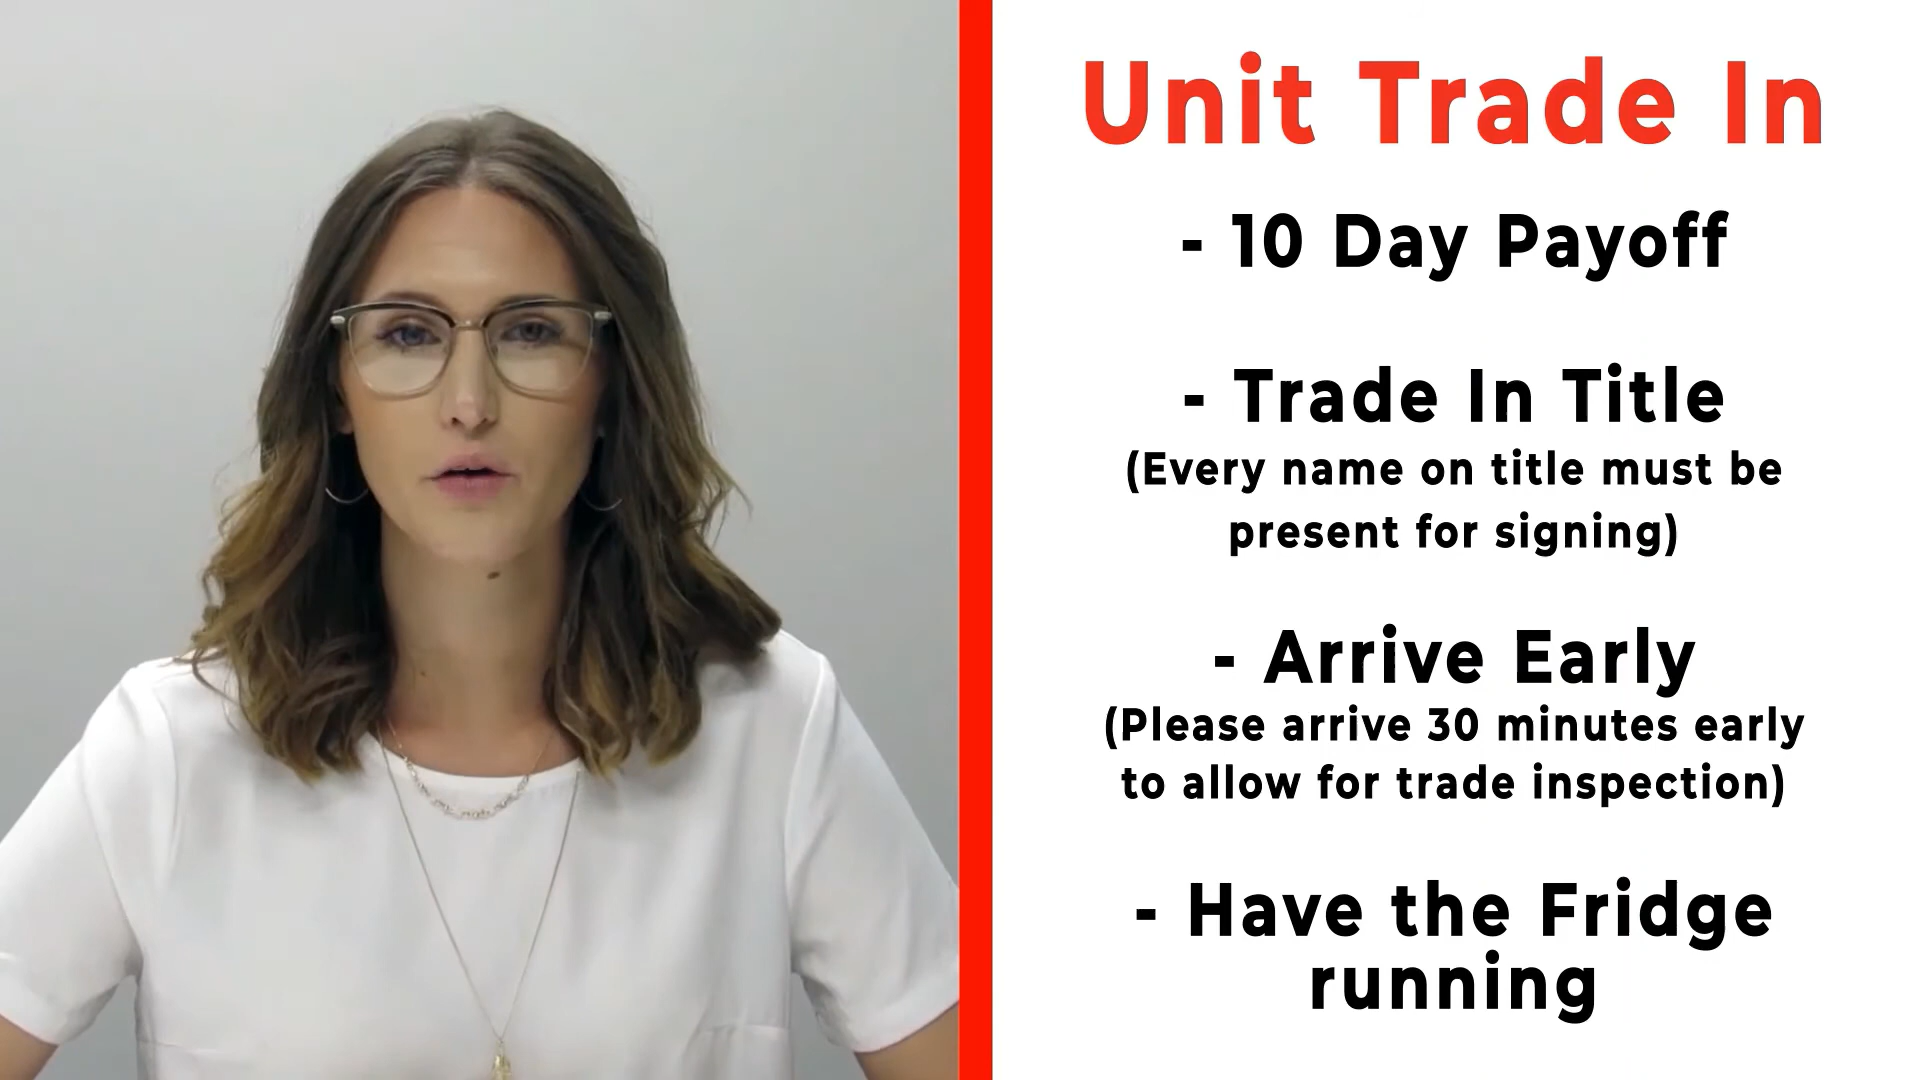 Unit Trade In
- 10 Day Payoff
- Trade In Title
(Every name on title must be
present for signing)
- Arrive Early
(Please arrive 30 minutes early
to allow for trade inspection)
- Have the Fridge
running